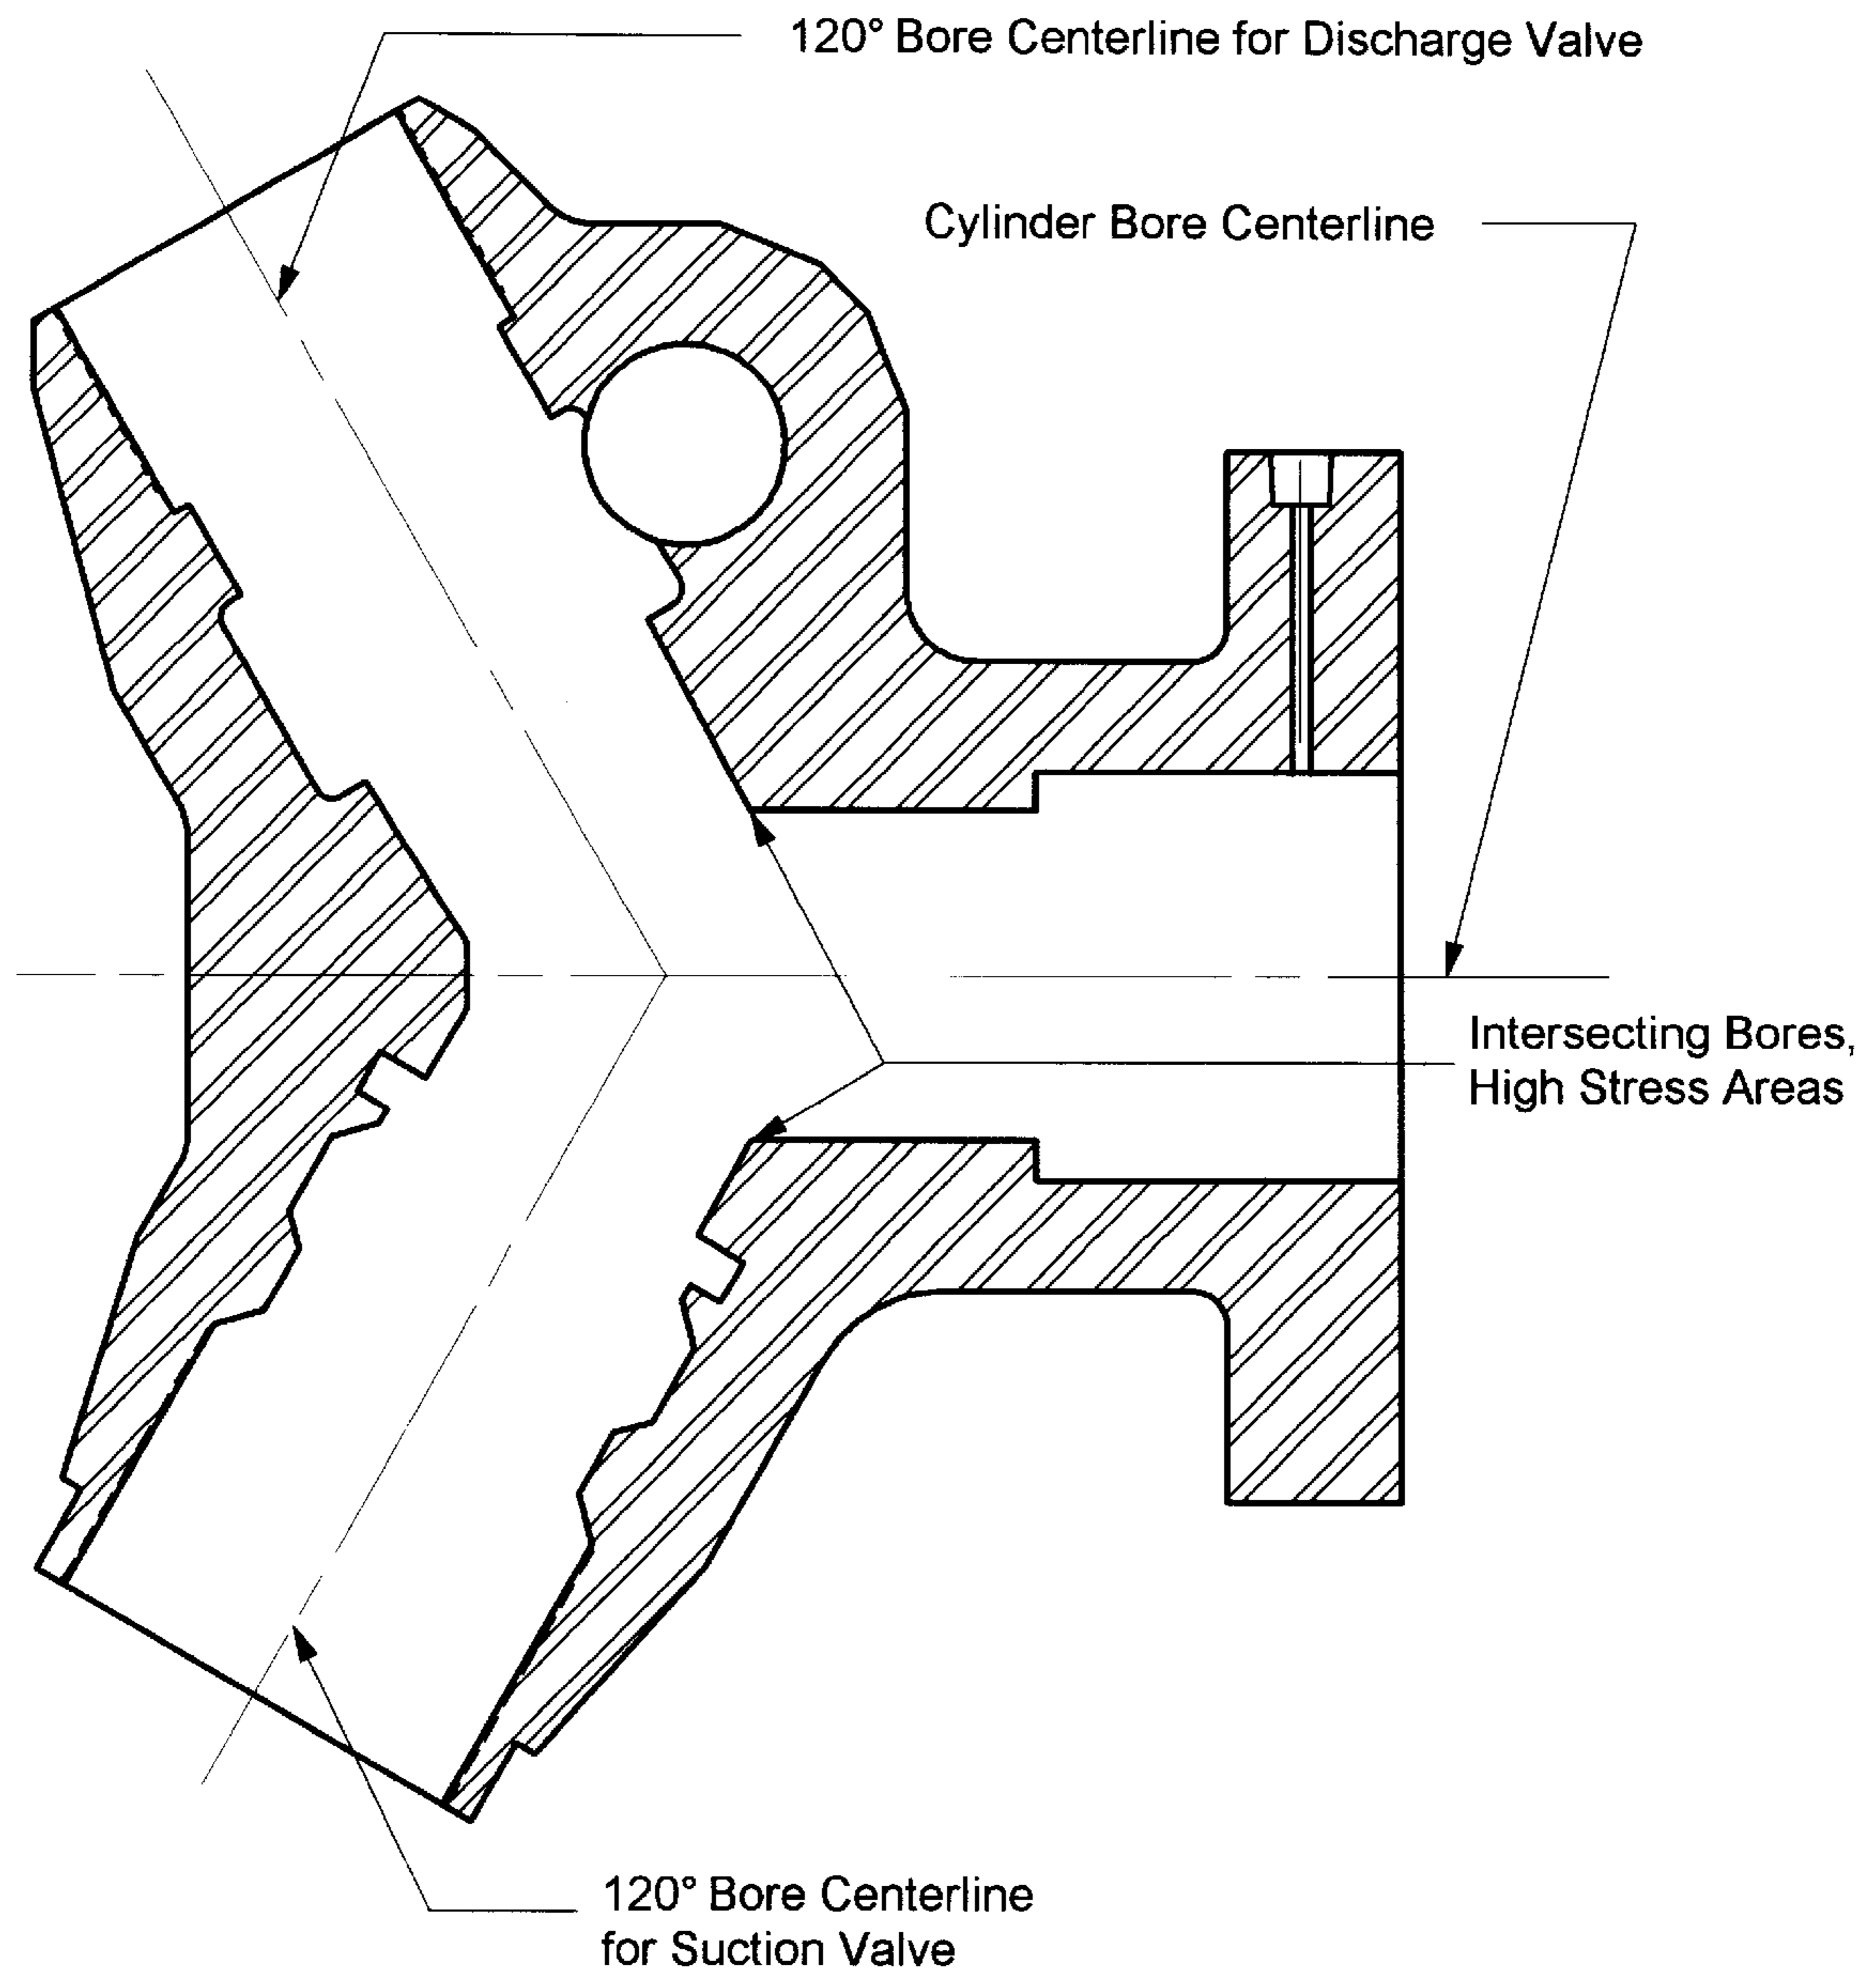 120° Bore Centerline for Discharge Valve
Cylinder Bore Centerline
Intersecting Bores,
High Stress Areas
120° Bore Centerline
for Suction Valve